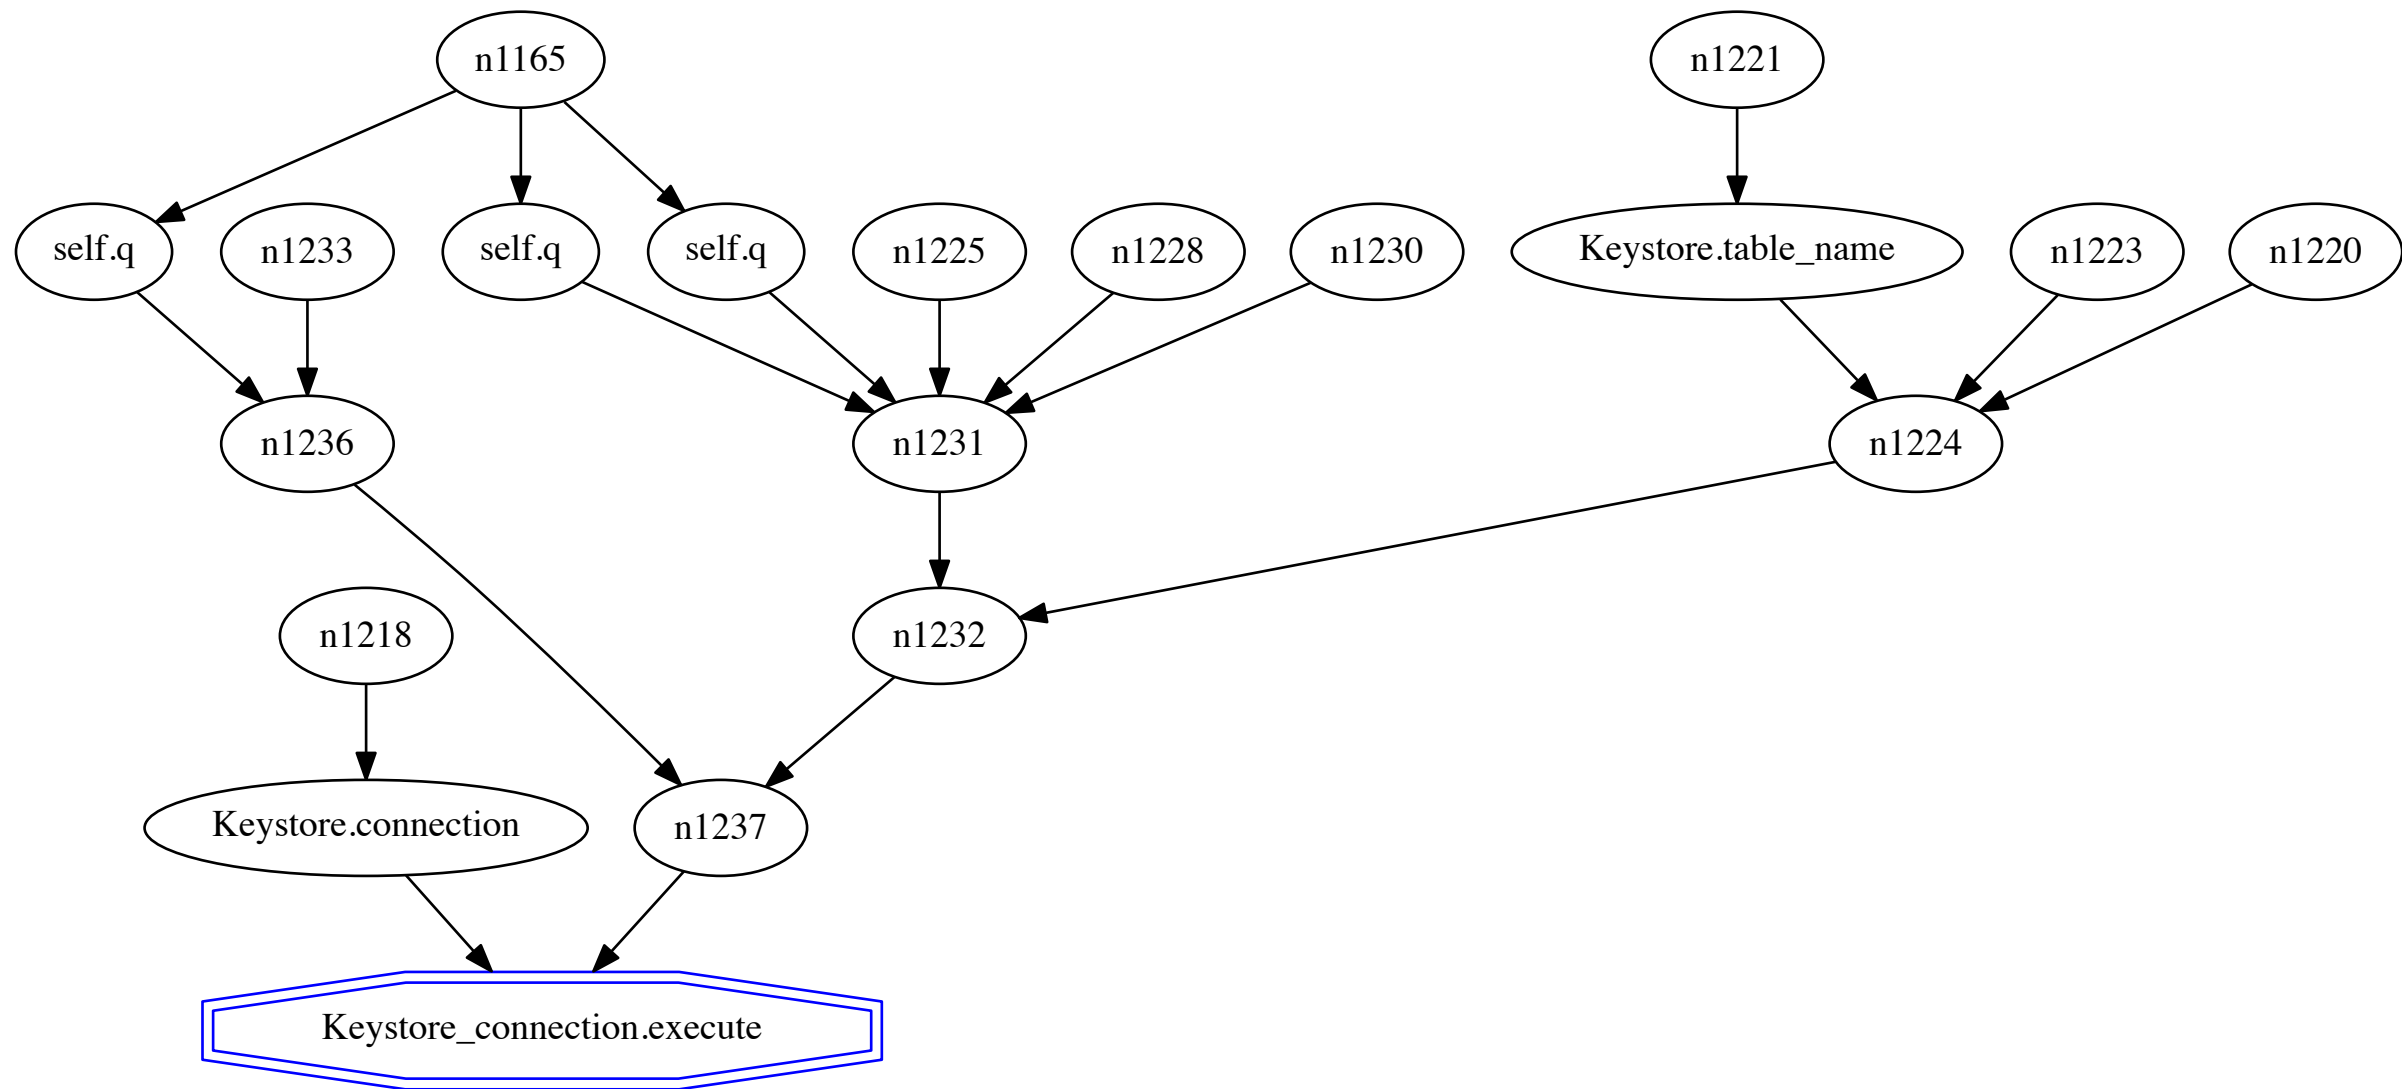 n1165
n1221
self.q
n1233
self.q
self.q
n1225
n1228
n1230
Keystore.table_name
n1223
n1220
n1236
n1231
n1224
n1218
n1232
Keystore.connection
n1237
Keystore_connection.execute